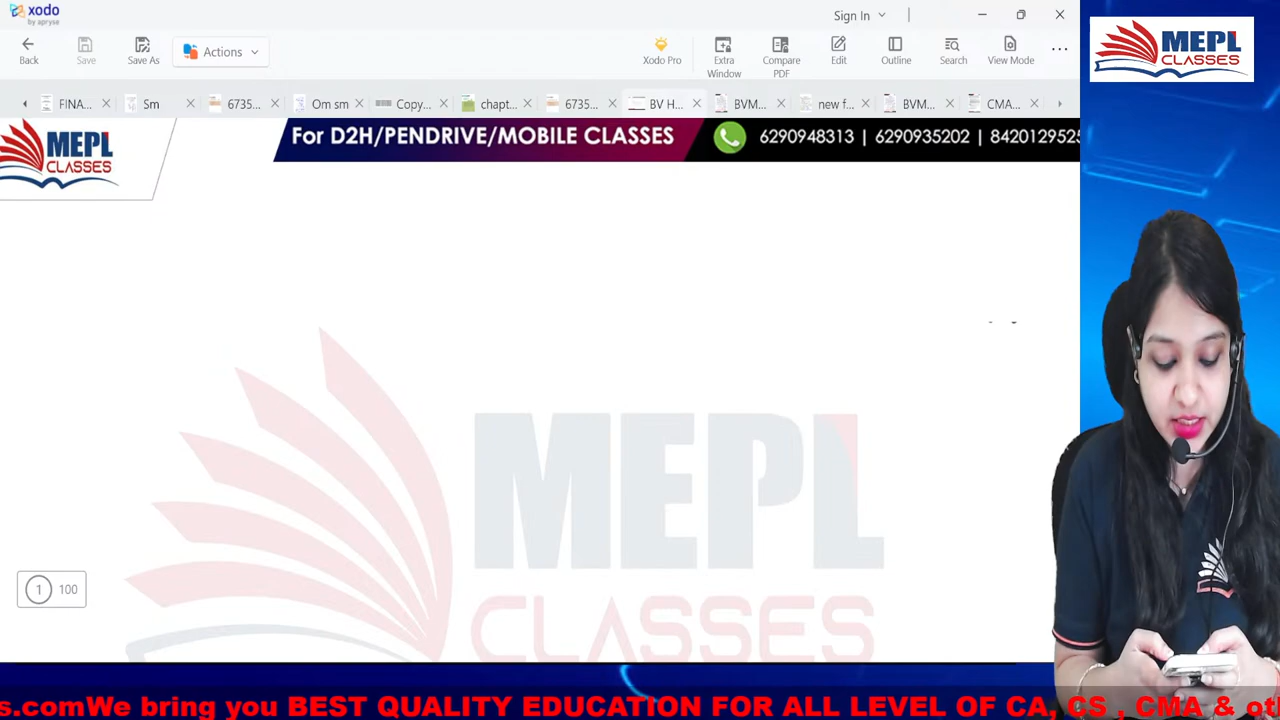 xodo
by apryse
Sign In
Back
Save
Save As
Actions
Xodo Pro
Extra
Window
Compare
PDF
Edit
Outline
Search
View Mode
FINA...
Sm
6735...
Om sm
Copy...
chapt...
6735...
BV H...
BVM...
new f...
BVM...
CMA...
MEPL
CLASSES
MEPL
CLASSES
For D2H/PENDRIVE/MOBILE CLASSES
6290948313 | 6290935202 | 8420129525
MEPL
CLASSES
1 100
s.comWe bring you BEST QUALITY EDUCATION FOR ALL LEVEL OF CA, CS , CMA & ot